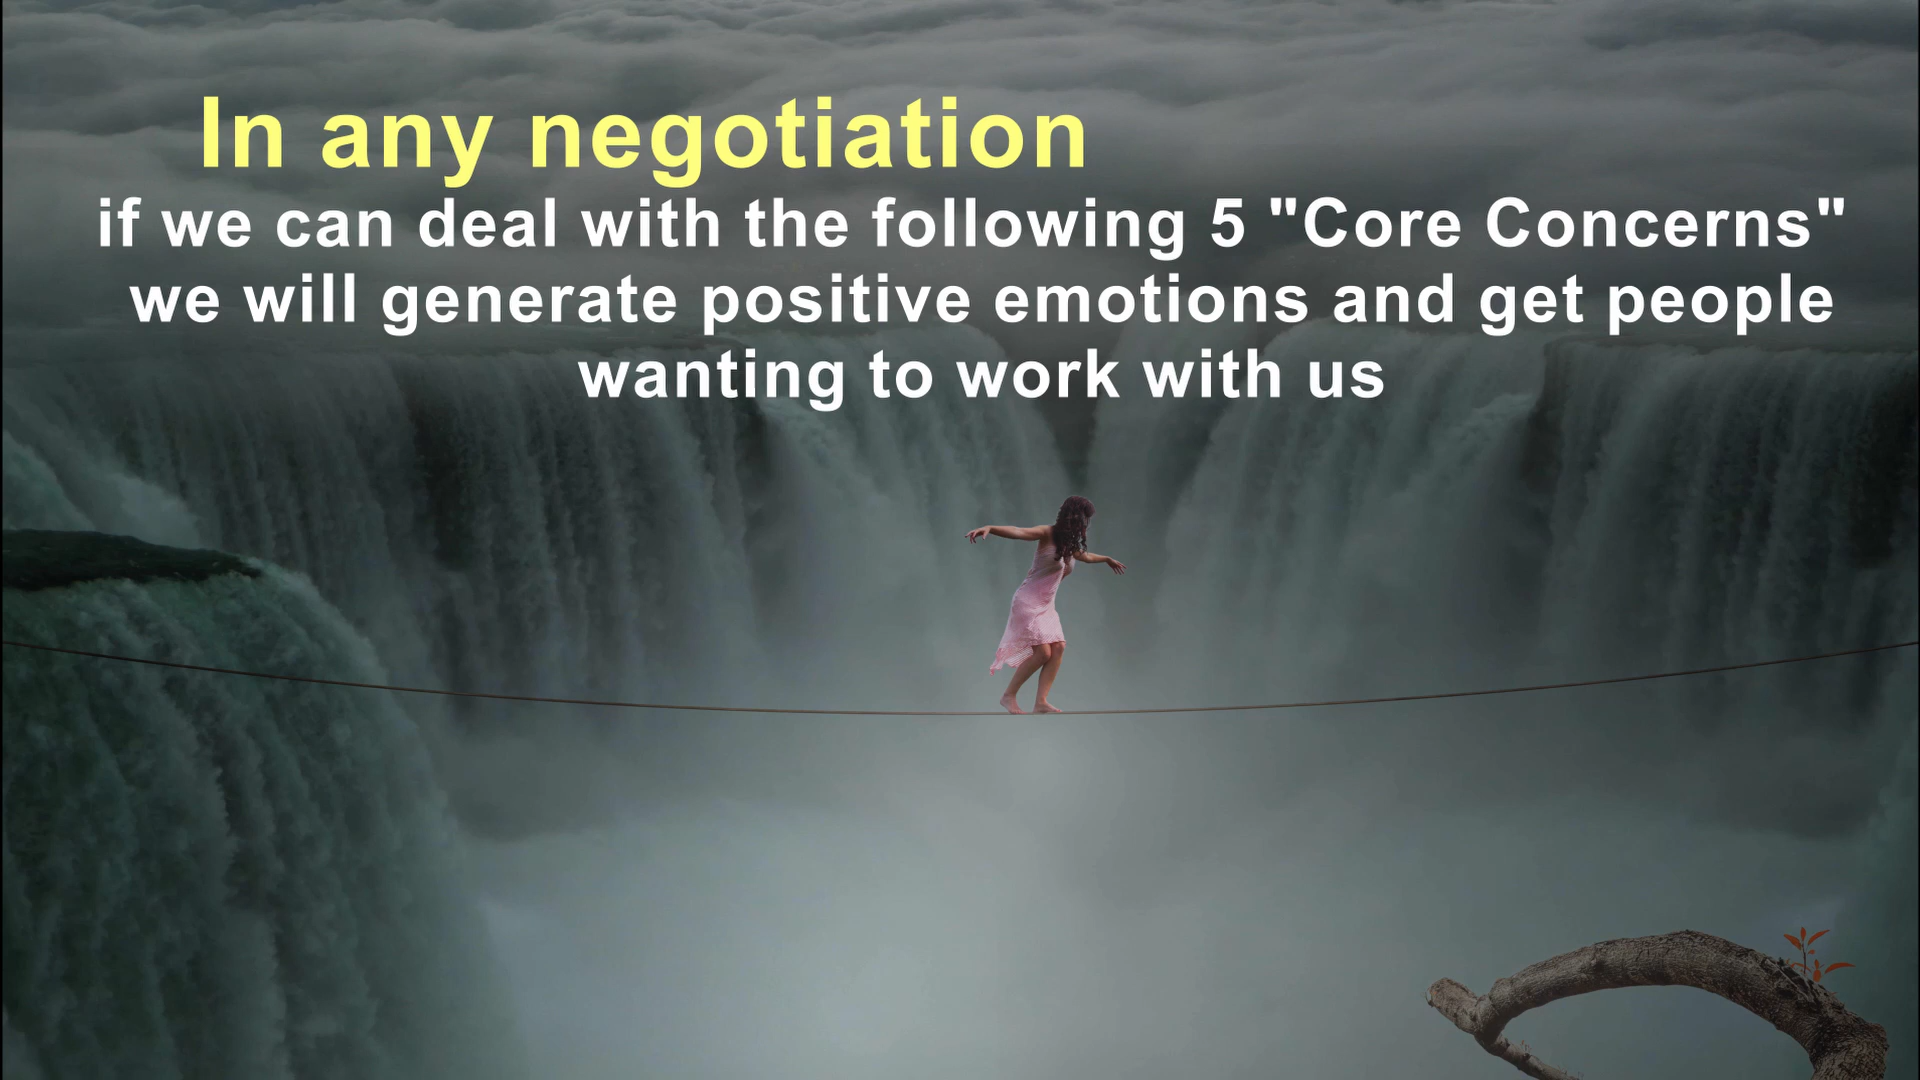 In any negotiation
if we can deal with the following 5 "Core Concerns"
we will generate positive emotions and get people
wanting to work with us